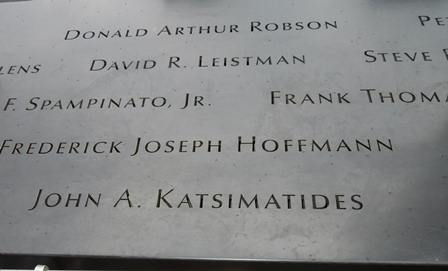 DONALD ARTHUR ROBSON
DAVID R. LEISTMAN STEVE
F. SPAMPINATO, JR. FRANK
FREDERICK JOSEPH HOFFMANN
JOHN A. KATSIMATIDES